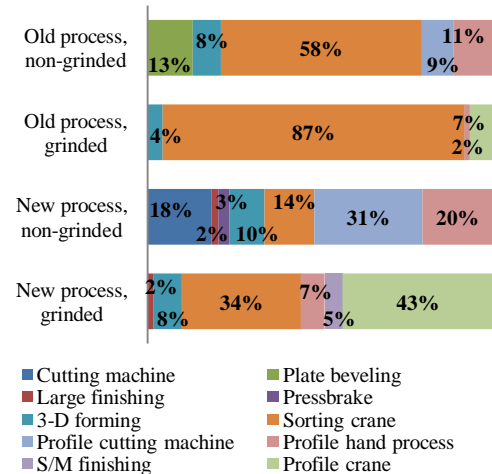 Old process,
non-grinded
13%
8%
58%
9%
11%
Old process,
grinded
4%
87%
7%
2%
New process,
non-grinded
18%
2%
3%
10%
14%
31%
20%
New process,
grinded
2%
8%
34%
7%
5%
43%
Cutting machine
Plate beveling
Large finishing
Pressbrake
3-D forming
Sorting crane
Profile cutting machine
Profile hand process
S/M finishing
Profile crane